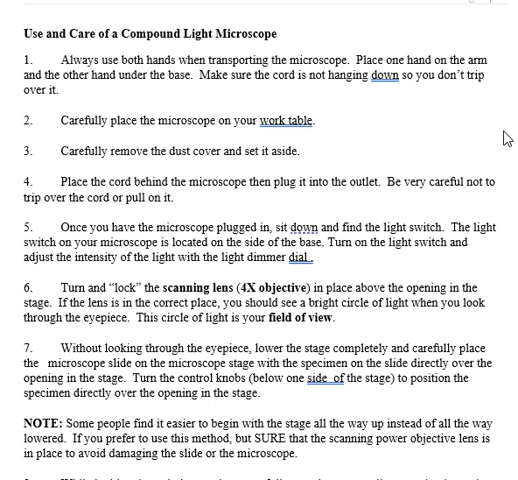 Use and Care of a Compound Light Microscope
1. Always use both hands when transporting the microscope. Place one hand on the arm
and the other hand under the base. Make sure the cord is not hanging down so you don't trip
over it.
2. Carefully place the microscope on your work table.
3. Carefully remove the dust cover and set it aside.
4. Place the cord behind the microscope then plug it into the outlet. Be very careful not to
trip over the cord or pull on it.
5. Once you have the microscope plugged in, sit down and find the light switch. The light
switch on your microscope is located on the side of the base. Turn on the light switch and
adjust the intensity of the light with the light dimmer dial .
6. Turn and “lock” the scanning lens (4X objective) in place above the opening in the
stage. If the lens is in the correct place, you should see a bright circle of light when you look
through the eyepiece. This circle of light is your field of view.
7. Without looking through the eyepiece, lower the stage completely and carefully place
the microscope slide on the microscope stage with the specimen on the slide directly over the
opening in the stage. Turn the control knobs (below one side of the stage) to position the
specimen directly over the opening in the stage.
NOTE: Some people find it easier to begin with the stage all the way up instead of all the way
lowered. If you prefer to use this method, but SURE that the scanning power objective lens is
in place to avoid damaging the slide or the microscope.